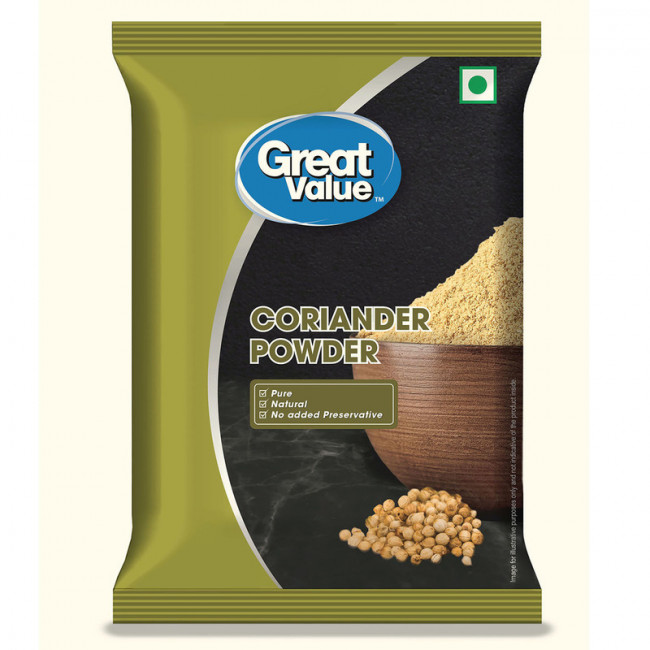 Great
Value
TM
CORIANDER
POWDER
Pure
Natural
No added Preservative
Image for illustrative purposes only and not indicative of the product inside.